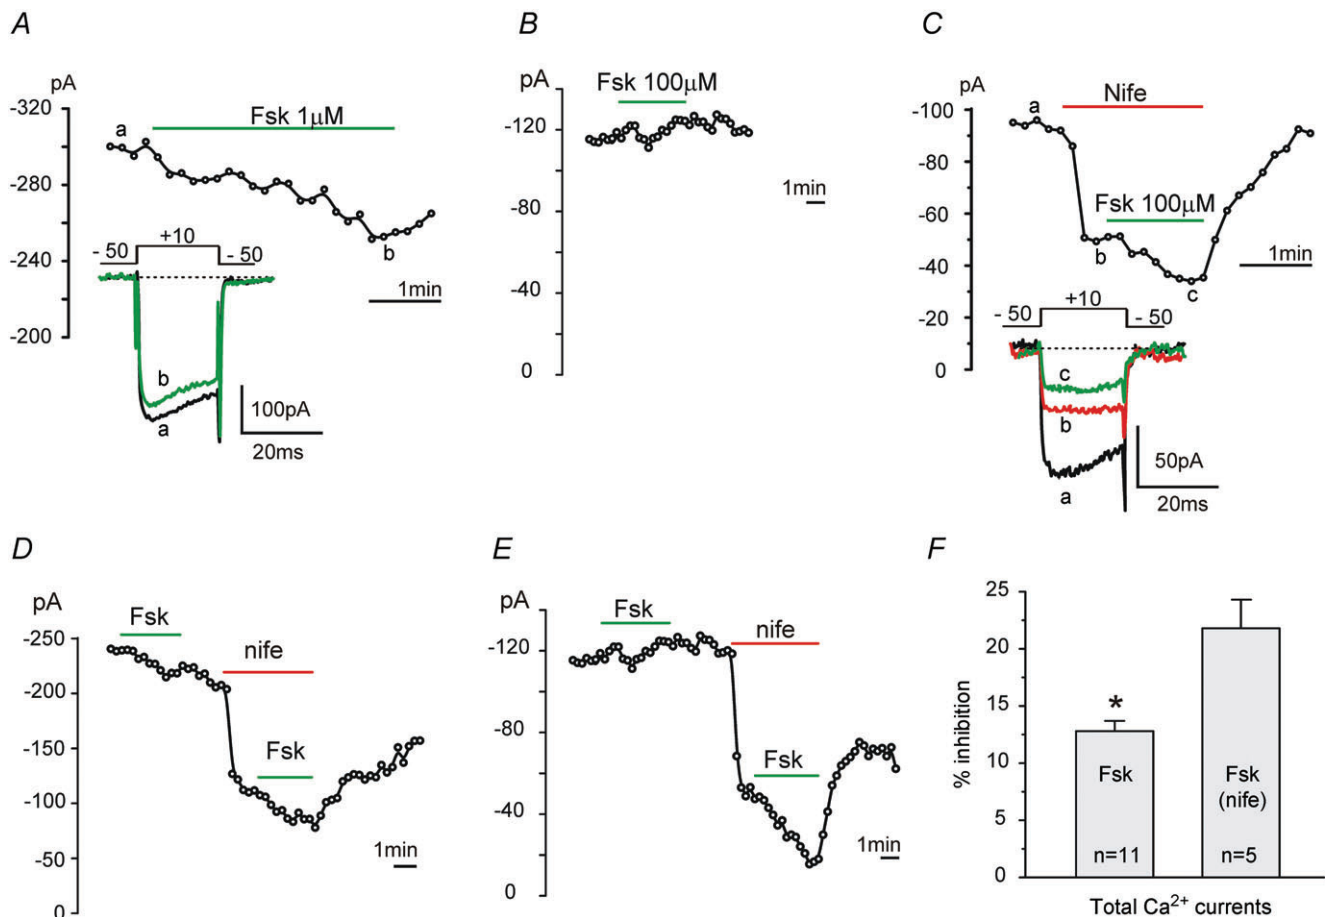 A
pA
-320
-280
-240
-200
a
Fsk 1μM
b
1min
- 50
+10
- 50
b
a
100pA
20ms
B
pA
-120
-80
-40
0
Fsk 100μM
1min
C
pA
-100
-80
-60
-40
-20
0
a
Nife
Fsk 100μM
b
c
1min
- 50
+10
- 50
c
b
a
50pA
20ms
D
pA
-250
-200
-150
-100
-50
0
Fsk
nife
Fsk
1min
E
pA
-120
-80
-40
0
Fsk
nife
Fsk
1min
F
% inhibition
25
20
15
10
5
0
*
Fsk
n=11
Fsk
(nife)
n=5
Total Ca²⁺ currents